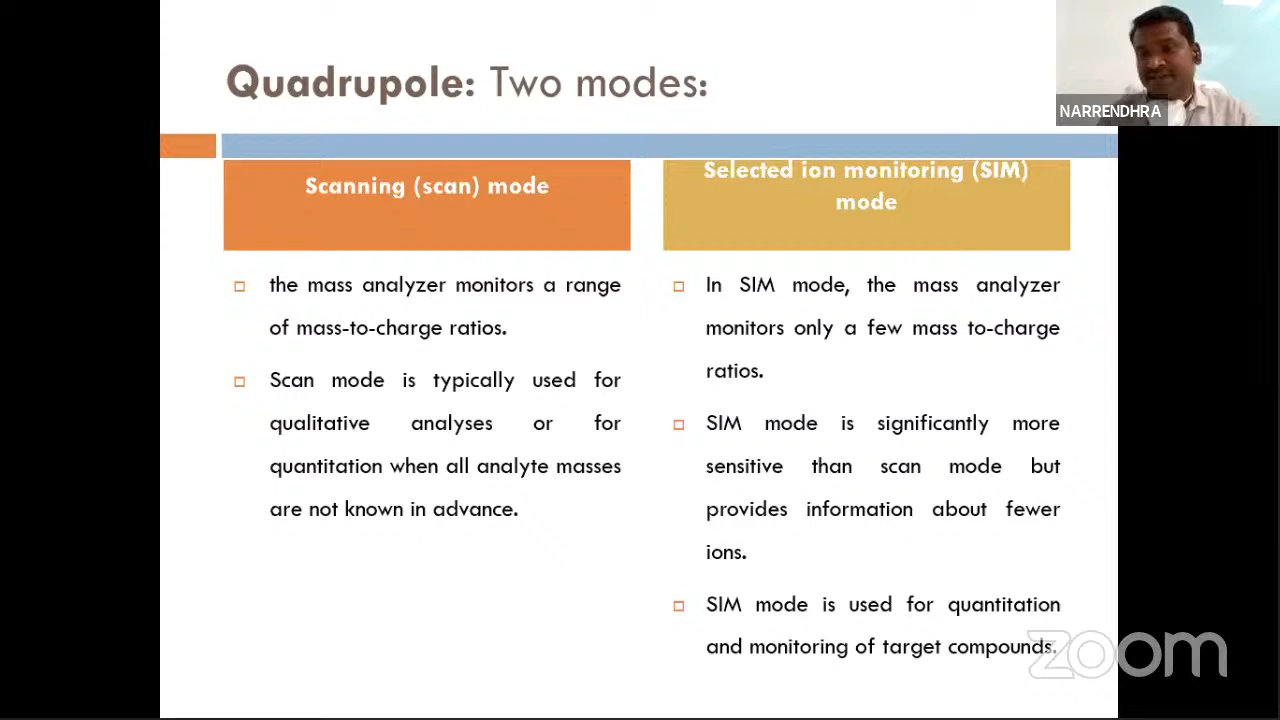 Quadrupole: Two modes:
NARRENDHRA
Scanning (scan) mode
the mass analyzer monitors a range
of mass-to-charge ratios.
Scan mode is typically used for
qualitative analyses or for
quantitation when all analyte masses
are not known in advance.
Selected ion monitoring (SIM)
mode
In SIM mode, the mass analyzer
monitors only a few mass to-charge
ratios.
SIM mode is significantly more
sensitive than scan mode but
provides information about fewer
ions.
SIM mode is used for quantitation
and monitoring of target compounds.
zoom